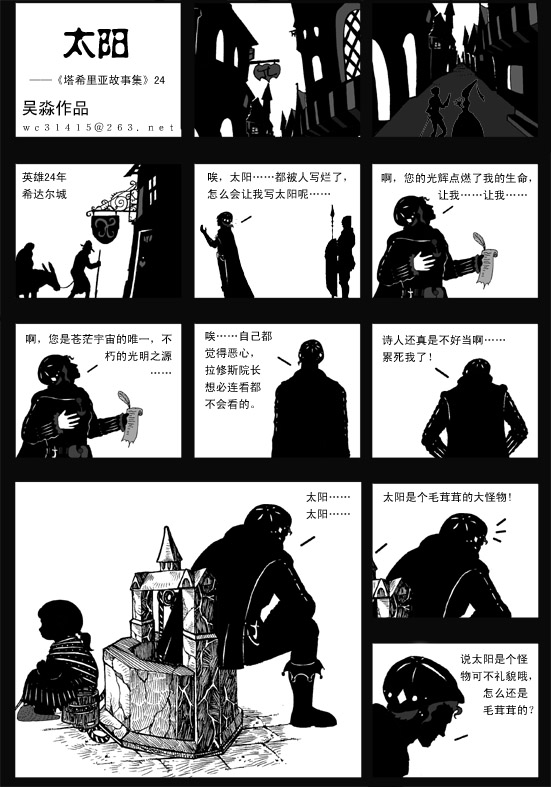 太阳
——《塔希里亚故事集》24
吴淼作品
wc31415@263.net
英雄24年
希达尔城
唉，太阳……都被人写烂了，
怎么会让我写太阳呢……
啊，您的光辉点燃了我的生命，
让我……让我……
啊，您是苍茫宇宙的唯一，不
朽的光明之源
……
唉……自己都
觉得恶心，
拉修斯院长
想必连看都
不会看的。
诗人还真是不好当啊……
累死我了！
太阳……
太阳……
太阳是个毛茸茸的大怪物！
说太阳是个怪
物可不礼貌哦，
怎么还是
毛茸茸的？